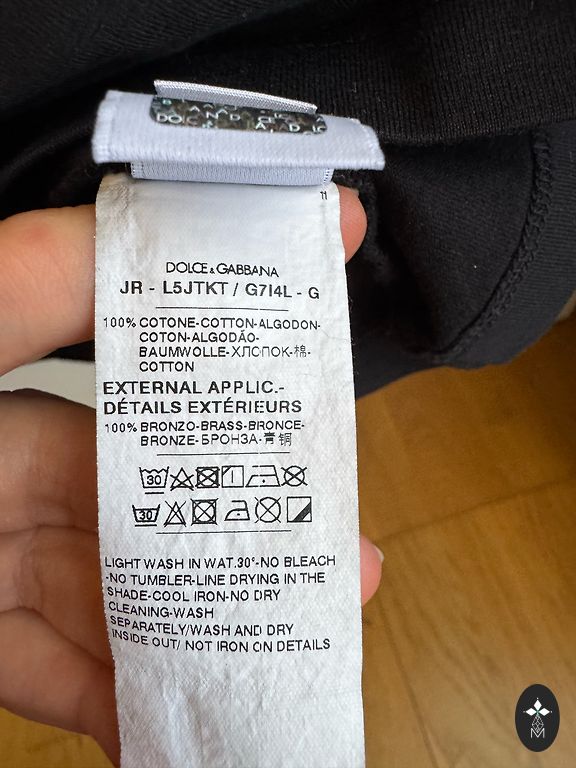 DOLCE & GABBANA
JR - L5JTKT / G7I4L - G
100% COTONE-COTTON-ALGODON-
COTON-ALGODÃO-
BAUMWOLLE-ХЛОПОК-棉-
COTTON
EXTERNAL APPLIC.-
DÉTAILS EXTÉRIEURS
100% BRONZO-BRASS-BRONCE-
BRONZE-БРОНЗА-青铜
30
30
LIGHT WASH IN WAT.30°-NO BLEACH
-NO TUMBLER-LINE DRYING IN THE
SHADE-COOL IRON-NO DRY
CLEANING-WASH
SEPARATELY/WASH AND DRY
INSIDE OUT/ NOT IRON ON DETAILS